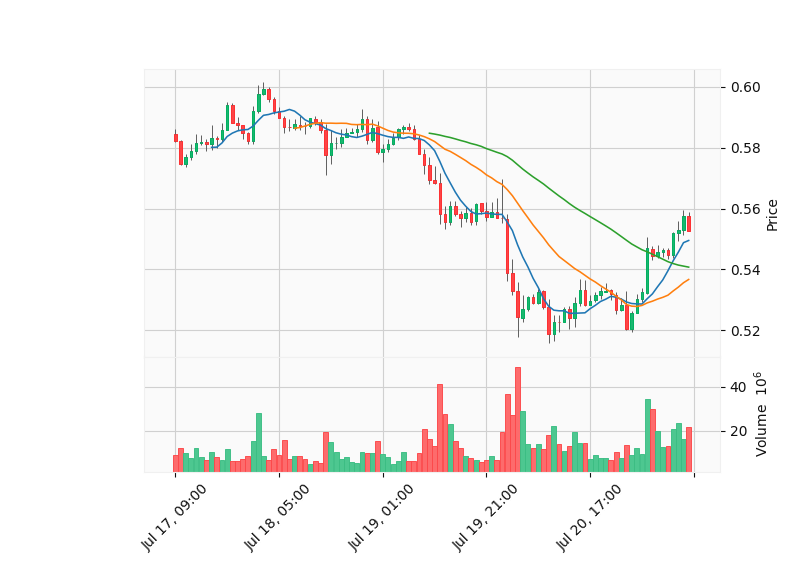 0.60
0.58
0.56
0.54
0.52
Price
40
20
Volume 10^6
Jul 17, 09:00
Jul 18, 05:00
Jul 19, 01:00
Jul 19, 21:00
Jul 20, 17:00